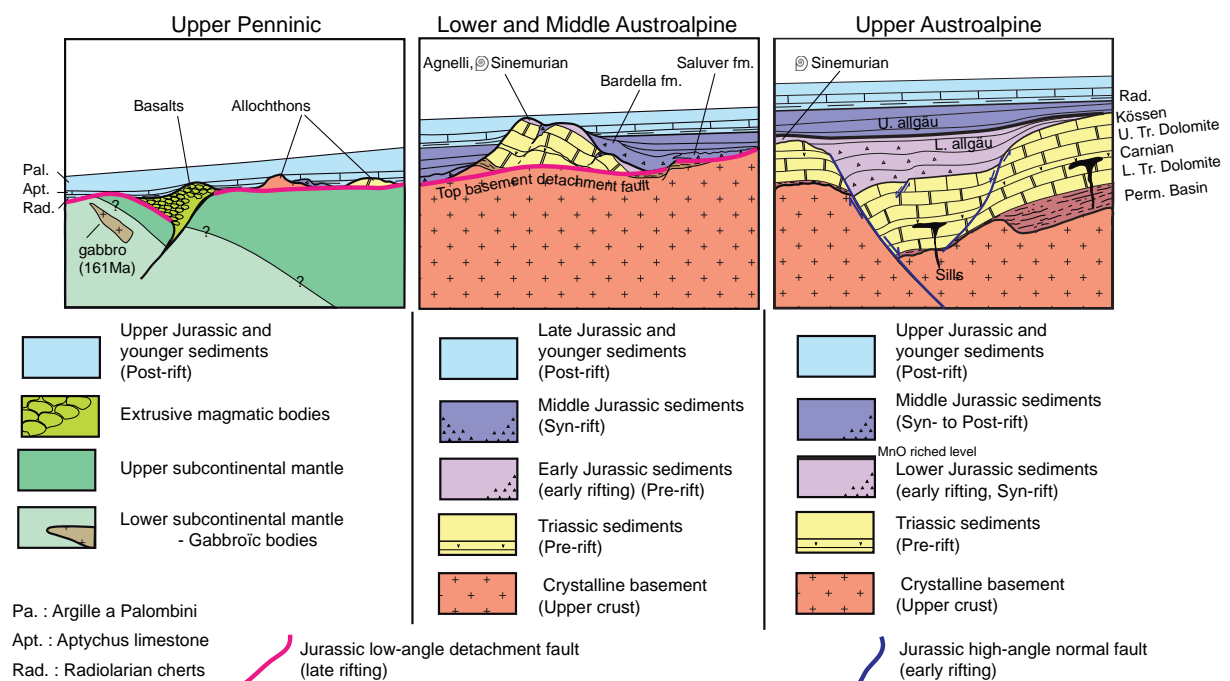 Upper Penninic
Lower and Middle Austroalpine
Upper Austroalpine
Basalts
Allochthons
Pal.
Apt.
Rad.
?
gabbro
(161Ma)
?
?
Agnelli, Sinemurian
Bardella fm.
Saluver fm.
Top basement detachment fault
Sinemurian
U. allgäu
L. allgäu
Sills
Rad.
Kössen
U. Tr. Dolomite
Carnian
L. Tr. Dolomite
Perm. Basin
Upper Jurassic and
younger sediments
(Post-rift)
Extrusive magmatic bodies
Upper subcontinental mantle
Lower subcontinental mantle
- Gabbroïc bodies
Late Jurassic and
younger sediments
(Post-rift)
Middle Jurassic sediments
(Syn-rift)
Early Jurassic sediments
(early rifting) (Pre-rift)
Triassic sediments
(Pre-rift)
Crystalline basement
(Upper crust)
Upper Jurassic and
younger sediments
(Post-rift)
Middle Jurassic sediments
(Syn- to Post-rift)
MnO riched level
Lower Jurassic sediments
(early rifting, Syn-rift)
Triassic sediments
(Pre-rift)
Crystalline basement
(Upper crust)
Pa. : Argille a Palombini
Apt. : Aptychus limestone
Rad. : Radiolarian cherts
Jurassic low-angle detachment fault
(late rifting)
Jurassic high-angle normal fault
(early rifting)